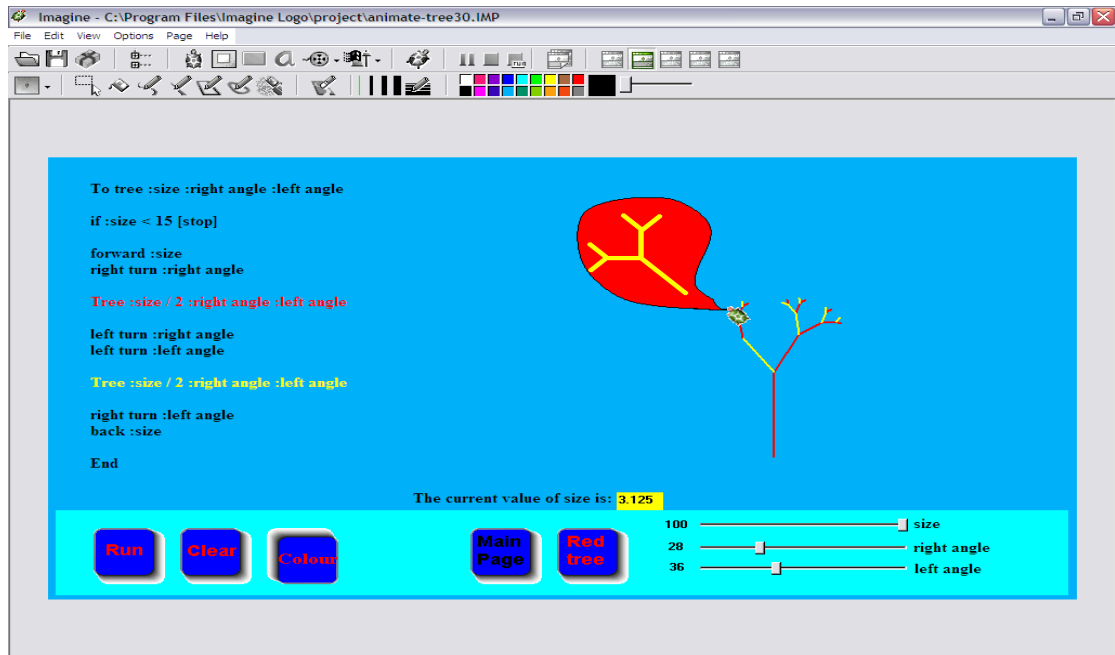 Imagine - C:\Program Files\Imagine Logo\project\animate-tree30.IMP
File Edit View Options Page Help
To tree :size :right angle :left angle
if :size < 15 [stop]
forward :size
right turn :right angle
Tree :size / 2 :right angle :left angle
left turn :right angle
left turn :left angle
Tree :size / 2 :right angle :left angle
right turn :left angle
back :size
End
The current value of size is: 3.125
Run
Clear
Colour
Main
Page
Red
tree
100 size
28 right angle
36 left angle